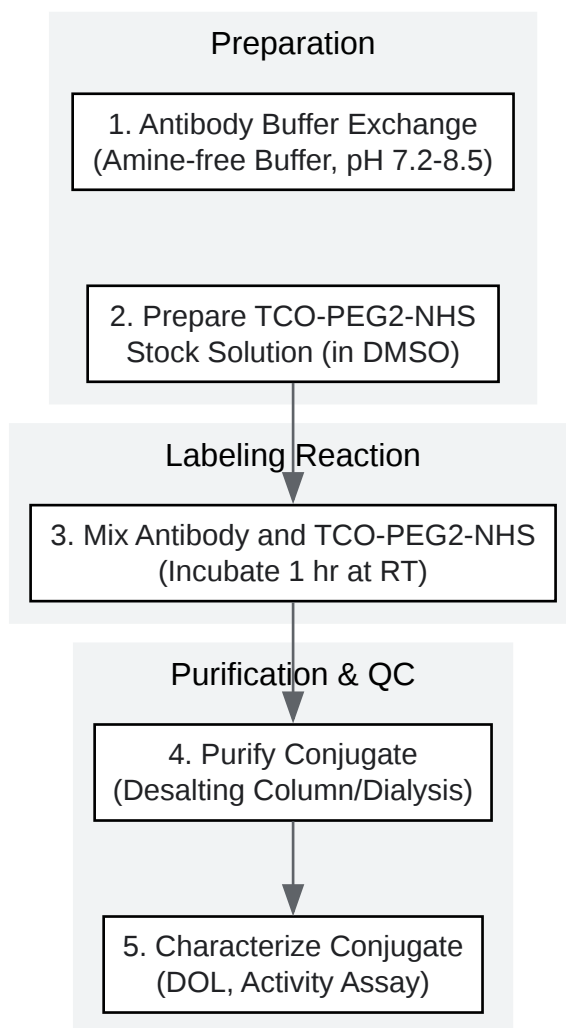 Preparation
1. Antibody Buffer Exchange
(Amine-free Buffer, pH 7.2-8.5)
2. Prepare TCO-PEG2-NHS
Stock Solution (in DMSO)
Labeling Reaction
3. Mix Antibody and TCO-PEG2-NHS
(Incubate 1 hr at RT)
Purification & QC
4. Purify Conjugate
(Desalting Column/Dialysis)
5. Characterize Conjugate
(DOL, Activity Assay)